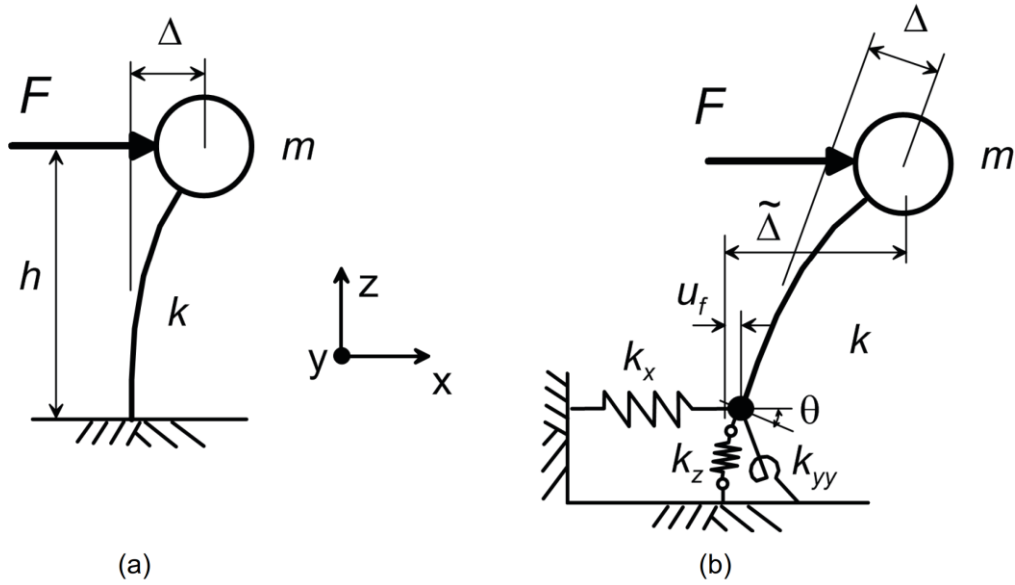 Δ
F
m
h
k
z
y
x
(a)
Δ
F
m
Δ̃
u_f
k
k_x
θ
k_z
k_yy
(b)